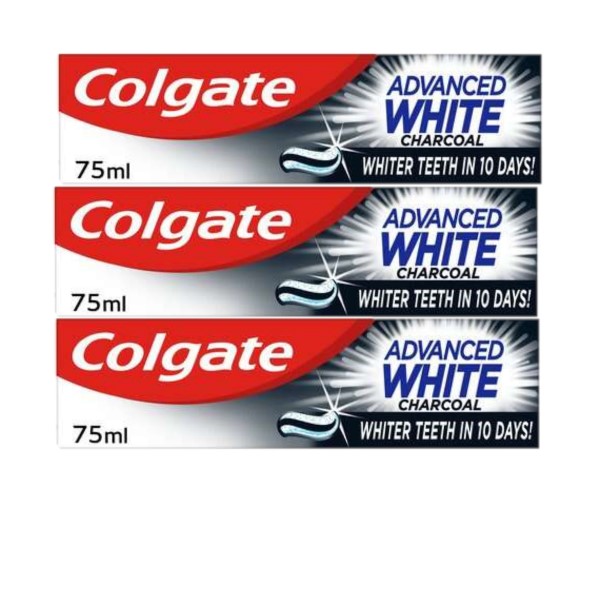 Colgate
ADVANCED
WHITE
CHARCOAL
WHITER TEETH IN 10 DAYS!
75ml
Colgate
ADVANCED
WHITE
CHARCOAL
WHITER TEETH IN 10 DAYS!
75ml
Colgate
ADVANCED
WHITE
CHARCOAL
WHITER TEETH IN 10 DAYS!
75ml